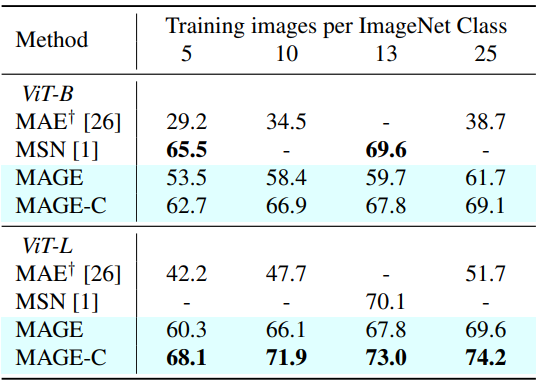 Method Training images per ImageNet Class
5 10 13 25
ViT-B
MAE† [26] 29.2 34.5 - 38.7
MSN [1] 65.5 - 69.6 -
MAGE 53.5 58.4 59.7 61.7
MAGE-C 62.7 66.9 67.8 69.1
ViT-L
MAE† [26] 42.2 47.7 - 51.7
MSN [1] - - 70.1 -
MAGE 60.3 66.1 67.8 69.6
MAGE-C 68.1 71.9 73.0 74.2